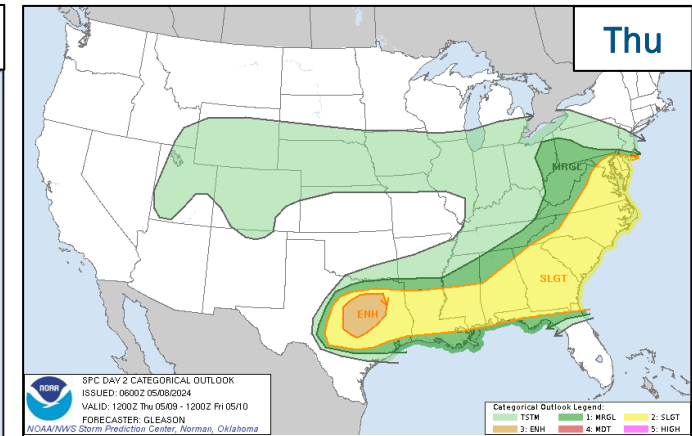 Thu
MRGL
SLGT
ENH
NOAA
SPC DAY 2 CATEGORICAL OUTLOOK
ISSUED: 0600Z 05/08/2024
VALID: 1200Z Thu 05/09 - 1200Z Fri 05/10
FORECASTER: GLEASON
NOAA/NWS Storm Prediction Center, Norman, Oklahoma
Categorical Outlook Legend:
TSTM 1: MRGL 2: SLGT
3: ENH 4: MDT 5: HIGH